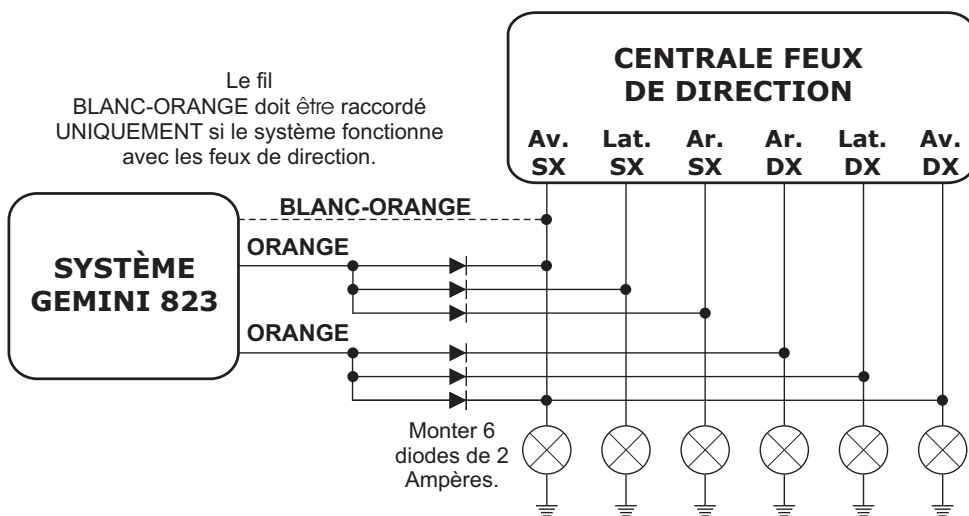 CENTRALE FEUX
DE DIRECTION
Av. Lat. Ar. Ar. Lat. Av.
SX SX SX DX DX DX
Le fil
BLANC-ORANGE doit être raccordé
UNIQUEMENT si le système fonctionne
avec les feux de direction.
BLANC-ORANGE
ORANGE
SYSTÈME
GEMINI 823
ORANGE
Monter 6
diodes de 2
Ampères.